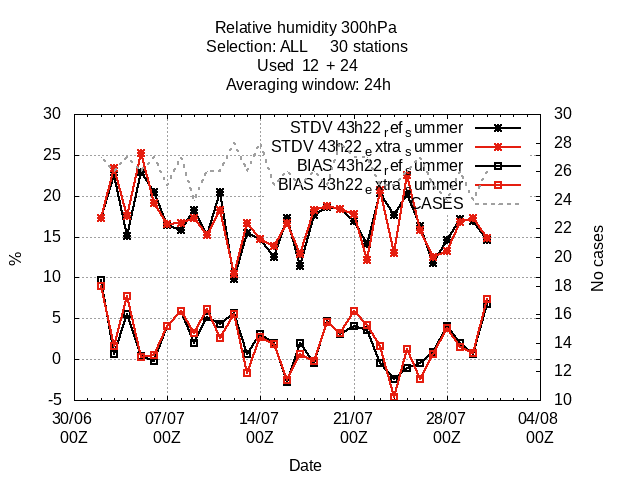 Relative humidity 300hPa
Selection: ALL 30 stations
Used 12 + 24
Averaging window: 24h
30 30
STDV 43h22_ref_summer
28
STDV 43h22_extra_summer
25
26
BIAS 43h22_ref_summer
BIAS 43h22_extra_summer
24
20
CASES
22
15
20
%
No cases
10
18
16
5
14
0
12
-5 10
30/06 07/07 14/07 21/07 28/07 04/08
00Z 00Z 00Z 00Z 00Z 00Z
Date